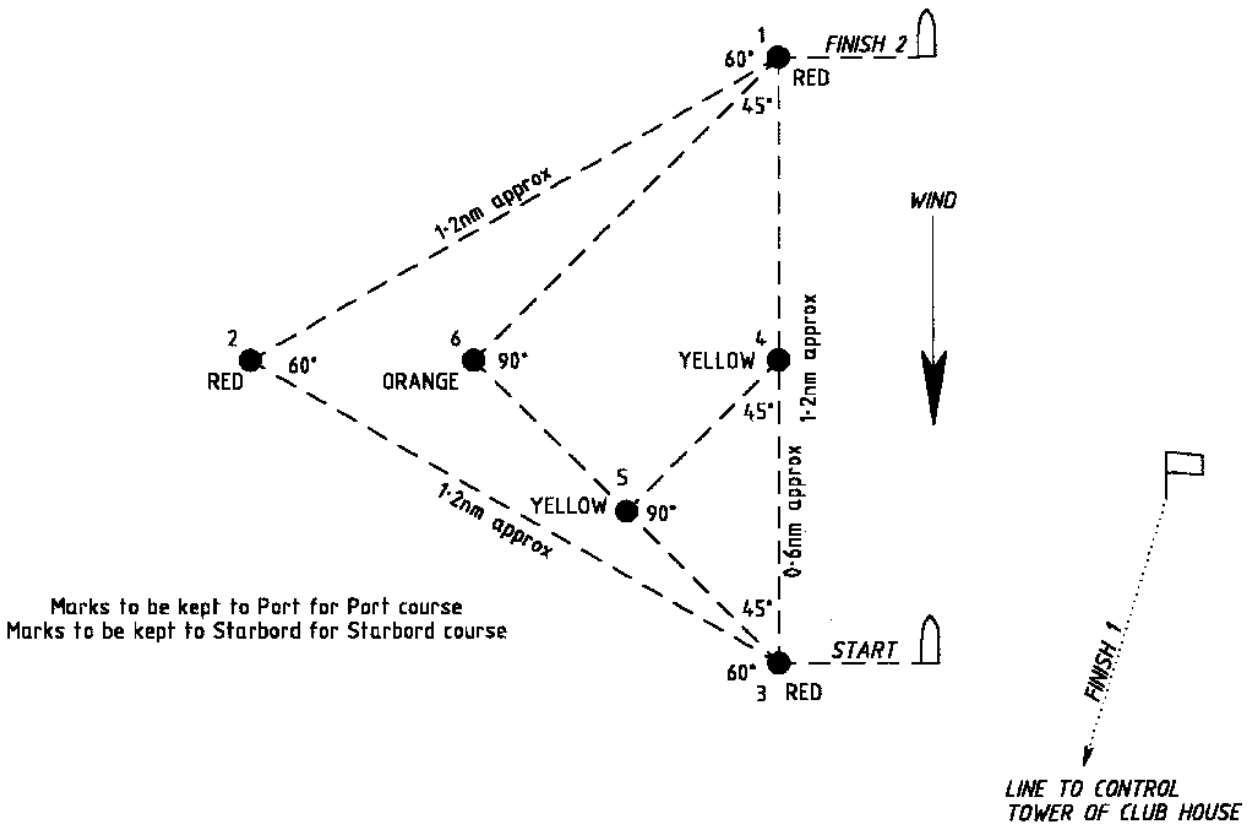 1
FINISH 2
60°
RED
45°
1·2nm approx
WIND
2
6
4
60°
90°
YELLOW
RED
ORANGE
1·2nm approx
45°
5
YELLOW
90°
1·2nm approx
0·6nm approx
Marks to be kept to Port for Port course
Marks to be kept to Starbord for Starbord course
45°
START
60°
3
RED
FINISH 1
LINE TO CONTROL
TOWER OF CLUB HOUSE